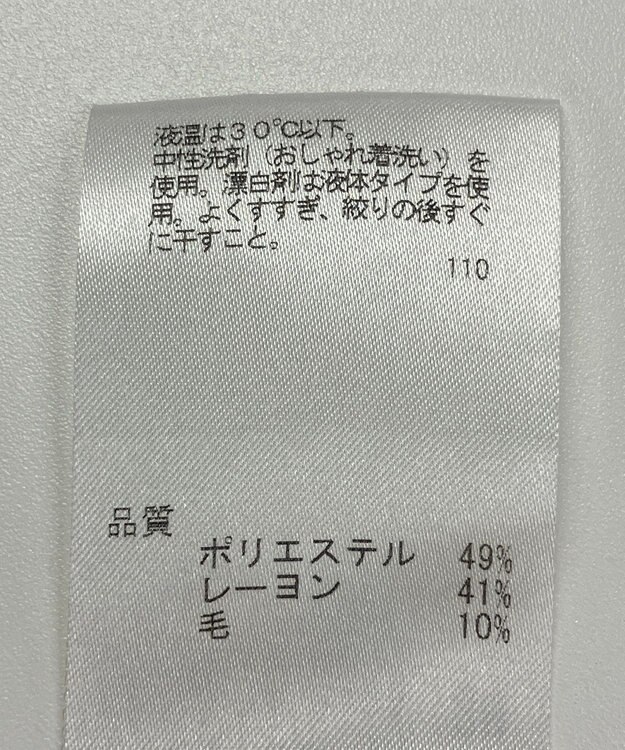 液温は30℃以下。
中性洗剤（おしゃれ着洗い）を
使用。漂白剤は液体タイプを使
用。よくすすぎ、絞りの後すぐ
に干すこと。
110
品質
ポリエステル 49%
レーヨン 41%
毛 10%